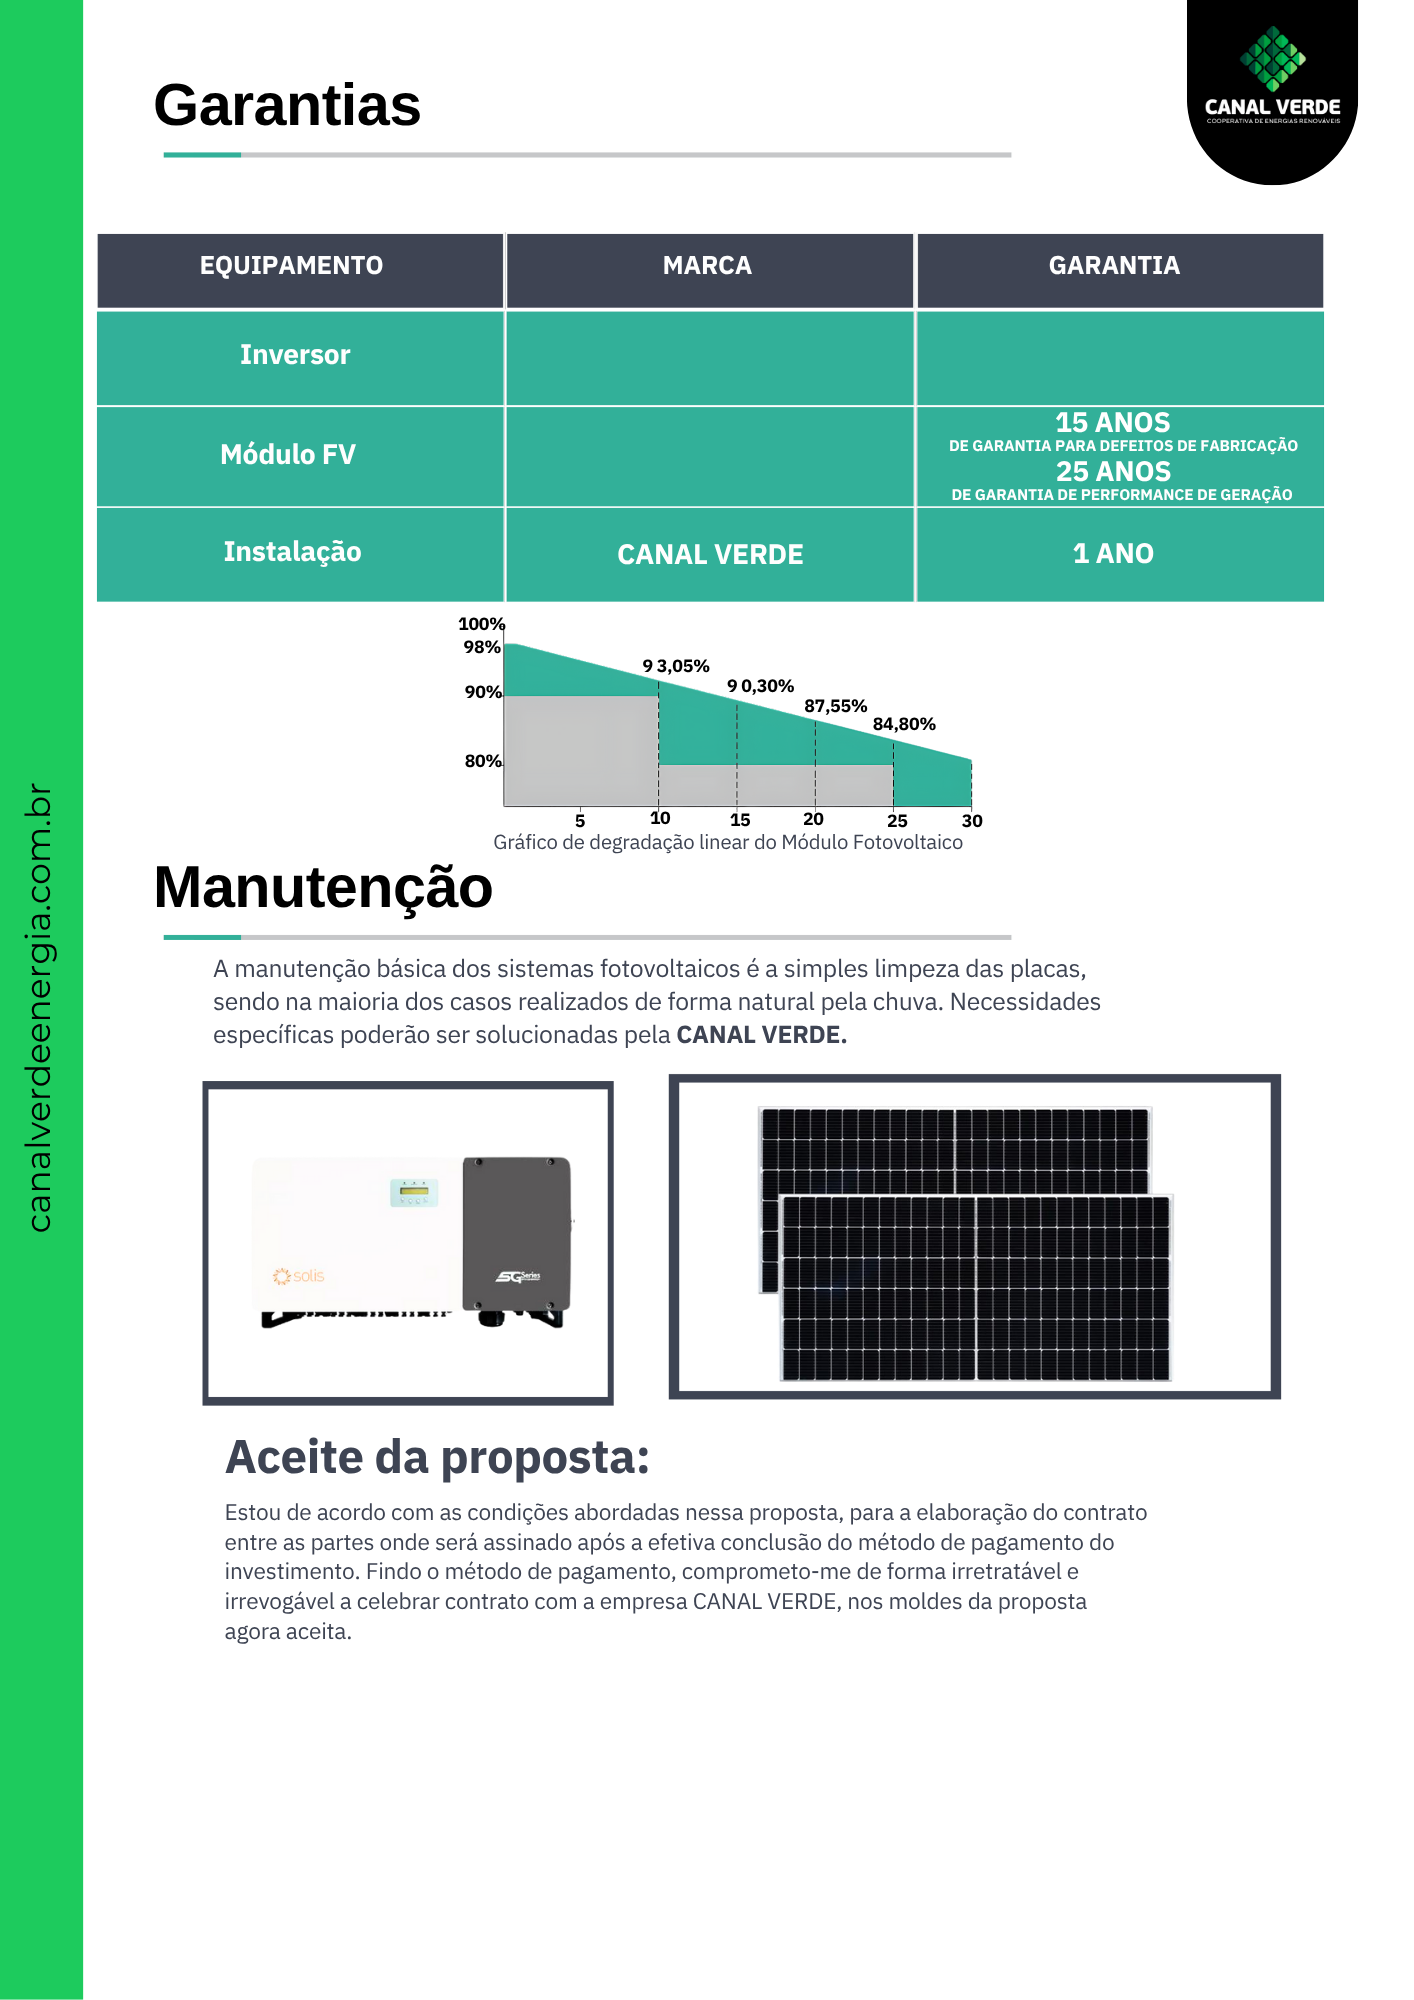 Garantias
CANAL VERDE
COOPERATIVA DE ENERGIAS RENOVÁVEIS
EQUIPAMENTO MARCA GARANTIA
Inversor
Módulo FV
15 ANOS
DE GARANTIA PARA DEFEITOS DE FABRICAÇÃO
25 ANOS
DE GARANTIA DE PERFORMANCE DE GERAÇÃO
Instalação CANAL VERDE 1 ANO
100%
98%
90%
80%
9 3,05%
9 0,30%
87,55%
84,80%
5 10 15 20 25 30
Gráfico de degradação linear do Módulo Fotovoltaico
Manutenção
A manutenção básica dos sistemas fotovoltaicos é a simples limpeza das placas,
sendo na maioria dos casos realizados de forma natural pela chuva. Necessidades
específicas poderão ser solucionadas pela CANAL VERDE.
solis
5G Series
Aceite da proposta:
Estou de acordo com as condições abordadas nessa proposta, para a elaboração do contrato
entre as partes onde será assinado após a efetiva conclusão do método de pagamento do
investimento. Findo o método de pagamento, comprometo-me de forma irretratável e
irrevogável a celebrar contrato com a empresa CANAL VERDE, nos moldes da proposta
agora aceita.
canalverdeenergia.com.br